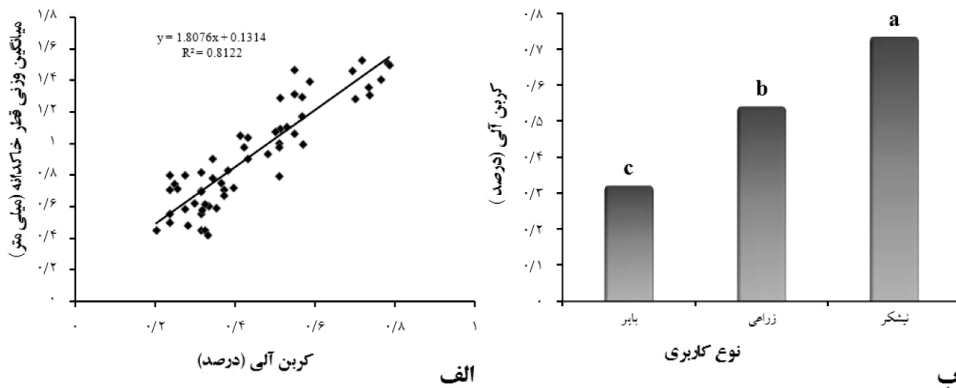 میانگین وزنی قطر خاکدانه (میلی متر)
۱/۸
۱/۶
۱/۴
۱/۲
۱
۰/۸
۰/۶
۰/۴
۰/۲
۰
y = 1.8076x + 0.1314
R² = 0.8122
۰ ۰/۲ ۰/۴ ۰/۶ ۰/۸ ۱
کربن آلی (درصد)
الف
کربن آلی (درصد)
۰/۸
۰/۷
۰/۶
۰/۵
۰/۴
۰/۳
۰/۲
۰/۱
۰
c
b
a
بایر زراعی نیشکر
نوع کاربری
ب